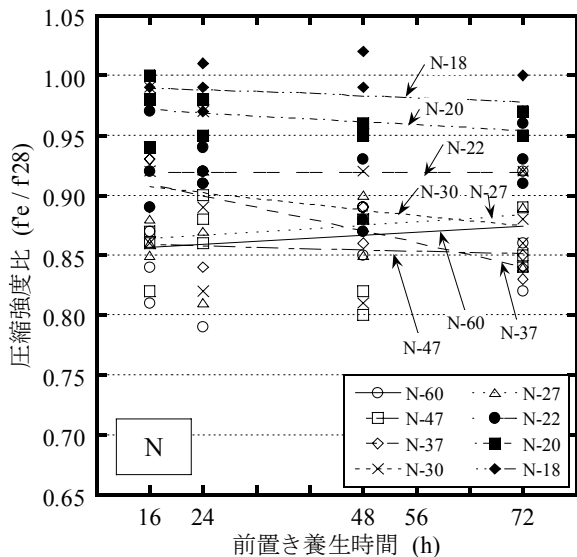 1.05
1.00
0.95
0.90
0.85
0.80
0.75
0.70
0.65
圧縮強度比 (f'e / f'28)
N-18
N-20
N-22
N-30
N-27
N-60
N-37
N-47
N
N-60
N-27
N-47
N-22
N-37
N-20
N-30
N-18
16
24
48
56
72
前置き養生時間 (h)